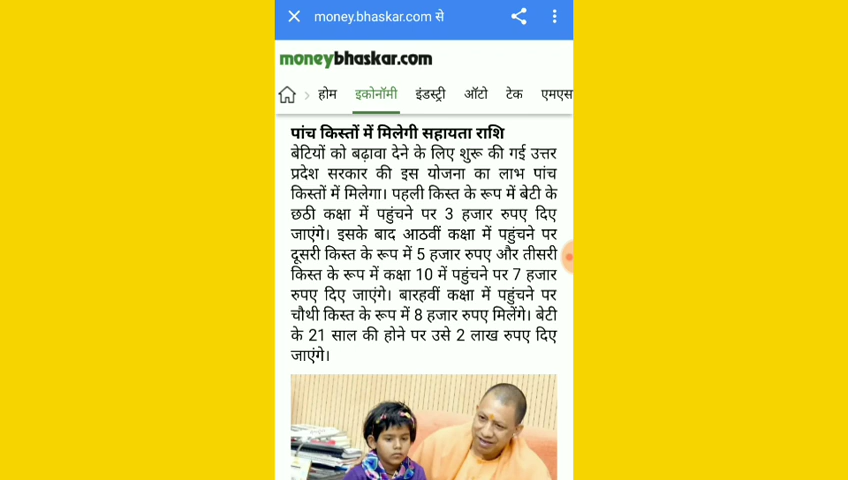 money.bhaskar.com से
moneybhaskar.com
होम इकोनॉमी इंडस्ट्री ऑटो टेक एमएस
पांच किस्तों में मिलेगी सहायता राशि
बेटियों को बढ़ावा देने के लिए शुरू की गई उत्तर
प्रदेश सरकार की इस योजना का लाभ पांच
किस्तों में मिलेगा। पहली किस्त के रूप में बेटी के
छठी कक्षा में पहुंचने पर 3 हजार रुपए दिए
जाएंगे। इसके बाद आठवीं कक्षा में पहुंचने पर
दूसरी किस्त के रूप में 5 हजार रुपए और तीसरी
किस्त के रूप में कक्षा 10 में पहुंचने पर 7 हजार
रुपए दिए जाएंगे। बारहवीं कक्षा में पहुंचने पर
चौथी किस्त के रूप में 8 हजार रुपए मिलेंगे। बेटी
के 21 साल की होने पर उसे 2 लाख रुपए दिए
जाएंगे।